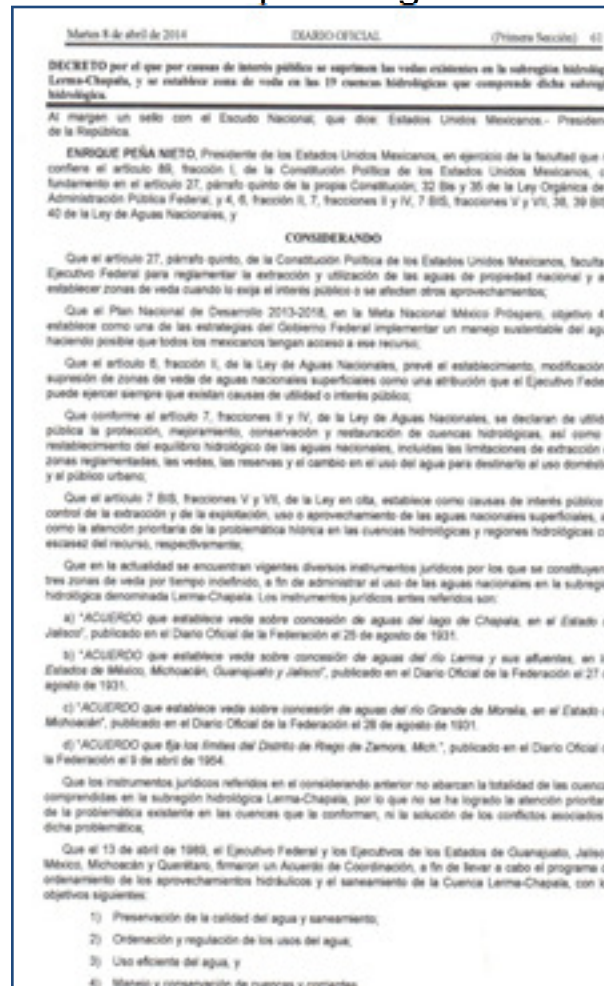 Martes 8 de abril de 2014 DIARIO OFICIAL (Primera Sección) 61
DECRETO por el que por causas de interés público se suprimen las vedas existentes en la subregión hidrológ
Lerma-Chapala, y se establece zona de veda en las 19 cuencas hidrológicas que comprende dicha subreg
hidrológica.
Al margen un sello con el Escudo Nacional, que dice: Estados Unidos Mexicanos.- Presiden
de la República.
ENRIQUE PEÑA NIETO, Presidente de los Estados Unidos Mexicanos, en ejercicio de la facultad que
confiere el artículo 89, fracción I, de la Constitución Política de los Estados Unidos Mexicanos, c
fundamento en el artículo 27, párrafo quinto de la propia Constitución; 32 Bis y 35 de la Ley Orgánica de
Administración Pública Federal, y 4, 6, fracción II, 7, fracciones II y IV, 7 BIS, fracciones V y VII, 38, 39 BIS
40 de la Ley de Aguas Nacionales, y
CONSIDERANDO
Que el artículo 27, párrafo quinto, de la Constitución Política de los Estados Unidos Mexicanos, faculta
Ejecutivo Federal para reglamentar la extracción y utilización de las aguas de propiedad nacional y a
establecer zonas de veda cuando lo exija el interés público o se afecten otros aprovechamientos;
Que el Plan Nacional de Desarrollo 2013-2018, en la Meta Nacional México Próspero, objetivo 4
establece como una de las estrategias del Gobierno Federal implementar un manejo sustentable del agu
haciendo posible que todos los mexicanos tengan acceso a ese recurso;
Que el artículo 6, fracción II, de la Ley de Aguas Nacionales, prevé el establecimiento, modificación
supresión de zonas de veda de aguas nacionales superficiales como una atribución que el Ejecutivo Fede
puede ejercer siempre que existan causas de utilidad o interés público;
Que conforme al artículo 7, fracciones II y IV, de la Ley de Aguas Nacionales, se declaran de utilid
pública la protección, mejoramiento, conservación y restauración de cuencas hidrológicas, así como
restablecimiento del equilibrio hidrológico de las aguas nacionales, incluidas las limitaciones de extracción
zonas reglamentadas, las vedas, las reservas y el cambio en el uso del agua para destinarlo al uso domésti
y al público urbano;
Que el artículo 7 BIS, fracciones V y VII, de la Ley en cita, establece como causas de interés público
control de la extracción y de la explotación, uso o aprovechamiento de las aguas nacionales superficiales, a
como la atención prioritaria de la problemática hídrica en las cuencas hidrológicas y regiones hidrológicas c
escasez del recurso, respectivamente;
Que en la actualidad se encuentran vigentes diversos instrumentos jurídicos por los que se constituyen
tres zonas de veda por tiempo indefinido, a fin de administrar el uso de las aguas nacionales en la subregi
hidrológica denominada Lerma-Chapala. Los instrumentos jurídicos antes referidos son:
a) "ACUERDO que establece veda sobre concesión de aguas del lago de Chapala, en el Estado
Jalisco", publicado en el Diario Oficial de la Federación el 25 de agosto de 1931.
b) "ACUERDO que establece veda sobre concesión de aguas del río Lerma y sus afluentes, en l
Estados de México, Michoacán, Guanajuato y Jalisco", publicado en el Diario Oficial de la Federación el 27
agosto de 1931.
c) "ACUERDO que establece veda sobre concesión de aguas del río Grande de Morelia, en el Estado
Michoacán", publicado en el Diario Oficial de la Federación el 28 de agosto de 1931.
d) "ACUERDO que fija los límites del Distrito de Riego de Zamora, Mich.", publicado en el Diario Oficial
la Federación el 9 de abril de 1954.
Que los instrumentos jurídicos referidos en el considerando anterior no abarcan la totalidad de las cuenca
comprendidas en la subregión hidrológica Lerma-Chapala, por lo que no se ha logrado la atención priorita
de la problemática existente en las cuencas que la conforman, ni la solución de los conflictos asociados
dicha problemática;
Que el 13 de abril de 1989, el Ejecutivo Federal y los Ejecutivos de los Estados de Guanajuato, Jalisco
México, Michoacán y Querétaro, firmaron un Acuerdo de Coordinación, a fin de llevar a cabo el programa
ordenamiento de los aprovechamientos hidráulicos y el saneamiento de la Cuenca Lerma-Chapala, con l
objetivos siguientes:
1) Preservación de la calidad del agua y saneamiento;
2) Ordenación y regulación de los usos del agua;
3) Uso eficiente del agua, y
4) Manejo y conservación de cuencas y corrientes